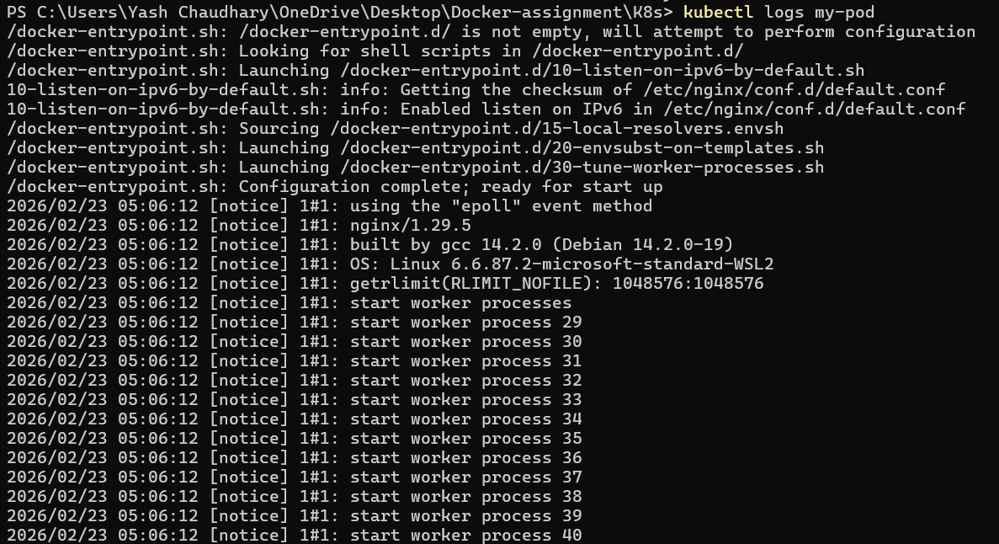 PS C:\Users\Yash Chaudhary\OneDrive\Desktop\Docker-assignment\K8s> kubectl logs my-pod
/docker-entrypoint.sh: /docker-entrypoint.d/ is not empty, will attempt to perform configuration
/docker-entrypoint.sh: Looking for shell scripts in /docker-entrypoint.d/
/docker-entrypoint.sh: Launching /docker-entrypoint.d/10-listen-on-ipv6-by-default.sh
10-listen-on-ipv6-by-default.sh: info: Getting the checksum of /etc/nginx/conf.d/default.conf
10-listen-on-ipv6-by-default.sh: info: Enabled listen on IPv6 in /etc/nginx/conf.d/default.conf
/docker-entrypoint.sh: Sourcing /docker-entrypoint.d/15-local-resolvers.envsh
/docker-entrypoint.sh: Launching /docker-entrypoint.d/20-envsubst-on-templates.sh
/docker-entrypoint.sh: Launching /docker-entrypoint.d/30-tune-worker-processes.sh
/docker-entrypoint.sh: Configuration complete; ready for start up
2026/02/23 05:06:12 [notice] 1#1: using the "epoll" event method
2026/02/23 05:06:12 [notice] 1#1: nginx/1.29.5
2026/02/23 05:06:12 [notice] 1#1: built by gcc 14.2.0 (Debian 14.2.0-19)
2026/02/23 05:06:12 [notice] 1#1: OS: Linux 6.6.87.2-microsoft-standard-WSL2
2026/02/23 05:06:12 [notice] 1#1: getrlimit(RLIMIT_NOFILE): 1048576:1048576
2026/02/23 05:06:12 [notice] 1#1: start worker processes
2026/02/23 05:06:12 [notice] 1#1: start worker process 29
2026/02/23 05:06:12 [notice] 1#1: start worker process 30
2026/02/23 05:06:12 [notice] 1#1: start worker process 31
2026/02/23 05:06:12 [notice] 1#1: start worker process 32
2026/02/23 05:06:12 [notice] 1#1: start worker process 33
2026/02/23 05:06:12 [notice] 1#1: start worker process 34
2026/02/23 05:06:12 [notice] 1#1: start worker process 35
2026/02/23 05:06:12 [notice] 1#1: start worker process 36
2026/02/23 05:06:12 [notice] 1#1: start worker process 37
2026/02/23 05:06:12 [notice] 1#1: start worker process 38
2026/02/23 05:06:12 [notice] 1#1: start worker process 39
2026/02/23 05:06:12 [notice] 1#1: start worker process 40